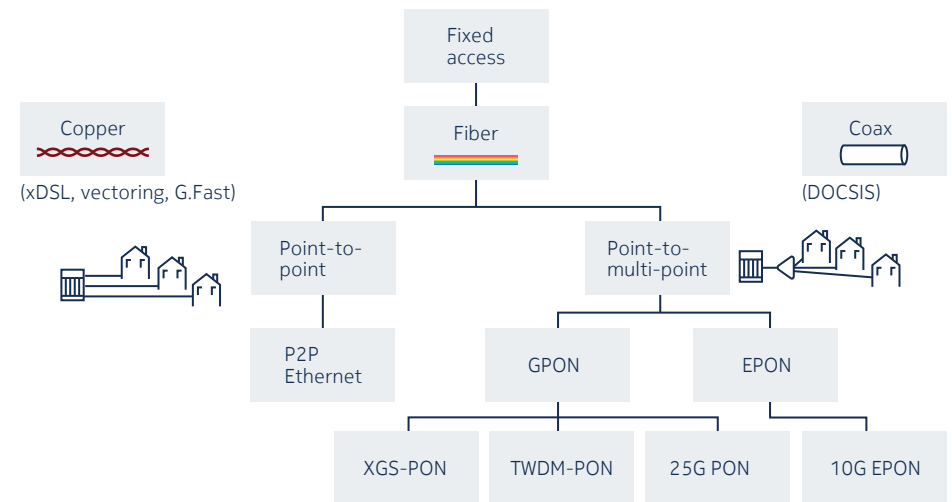 Fixed
access
Copper
Fiber
Coax
(xDSL, vectoring, G.Fast)
(DOCSIS)
Point-to-
point
Point-to-
multi-point
P2P
Ethernet
GPON
EPON
XGS-PON
TWDM-PON
25G PON
10G EPON